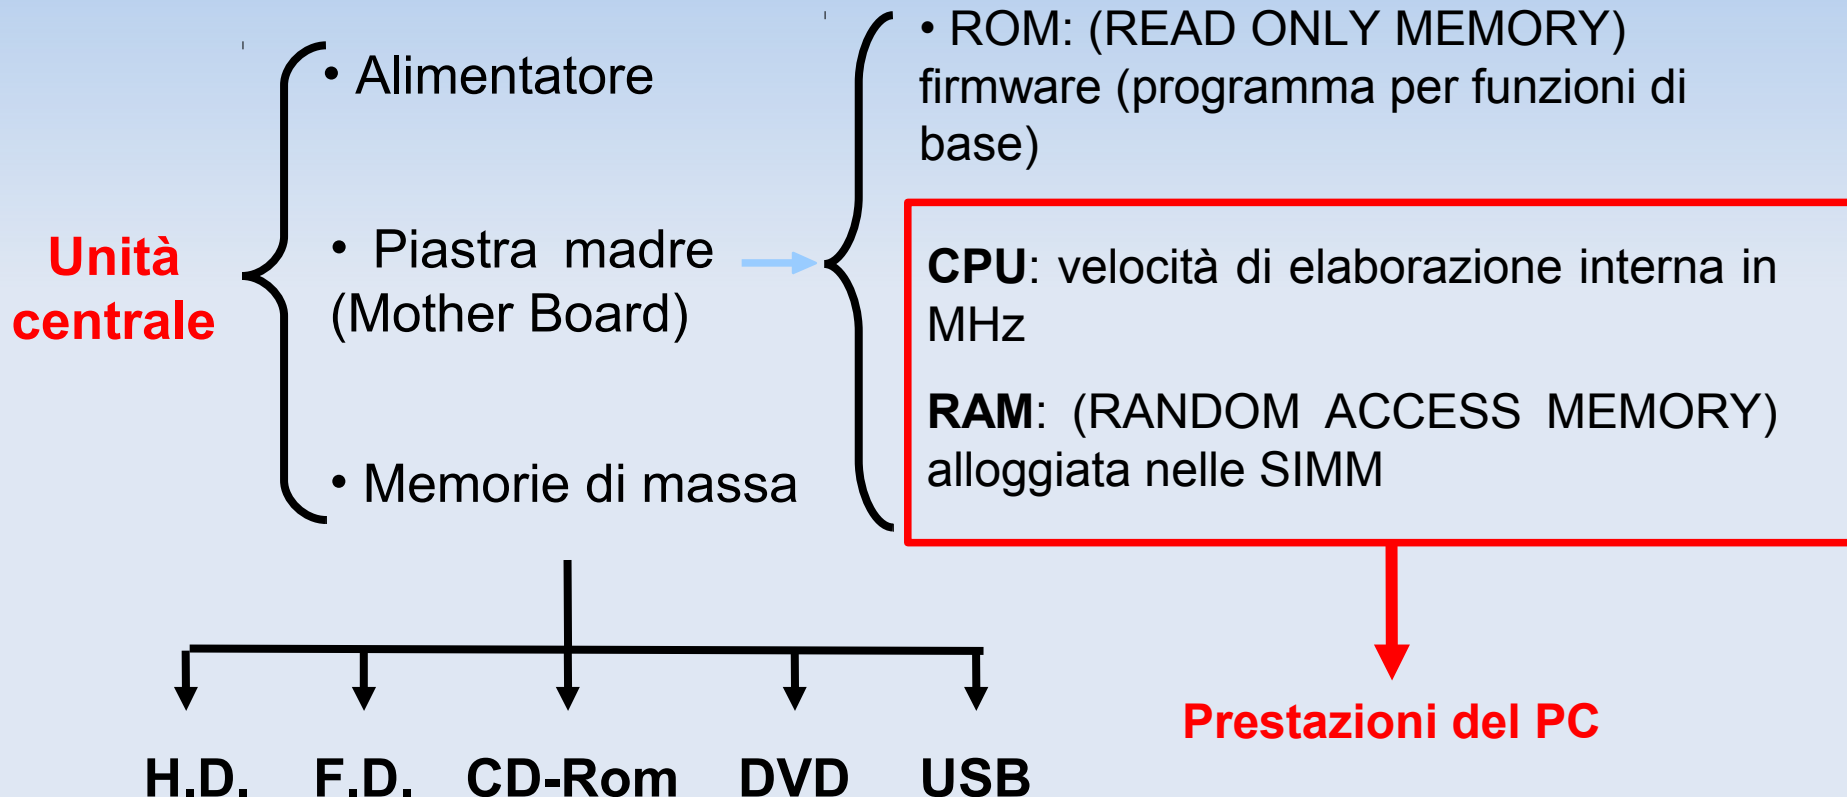 Unità
centrale
• Alimentatore
• Piastra madre
(Mother Board)
• Memorie di massa
• ROM: (READ ONLY MEMORY)
firmware (programma per funzioni di
base)
CPU: velocità di elaborazione interna in
MHz
RAM: (RANDOM ACCESS MEMORY)
alloggiata nelle SIMM
Prestazioni del PC
H.D. F.D. CD-Rom DVD USB